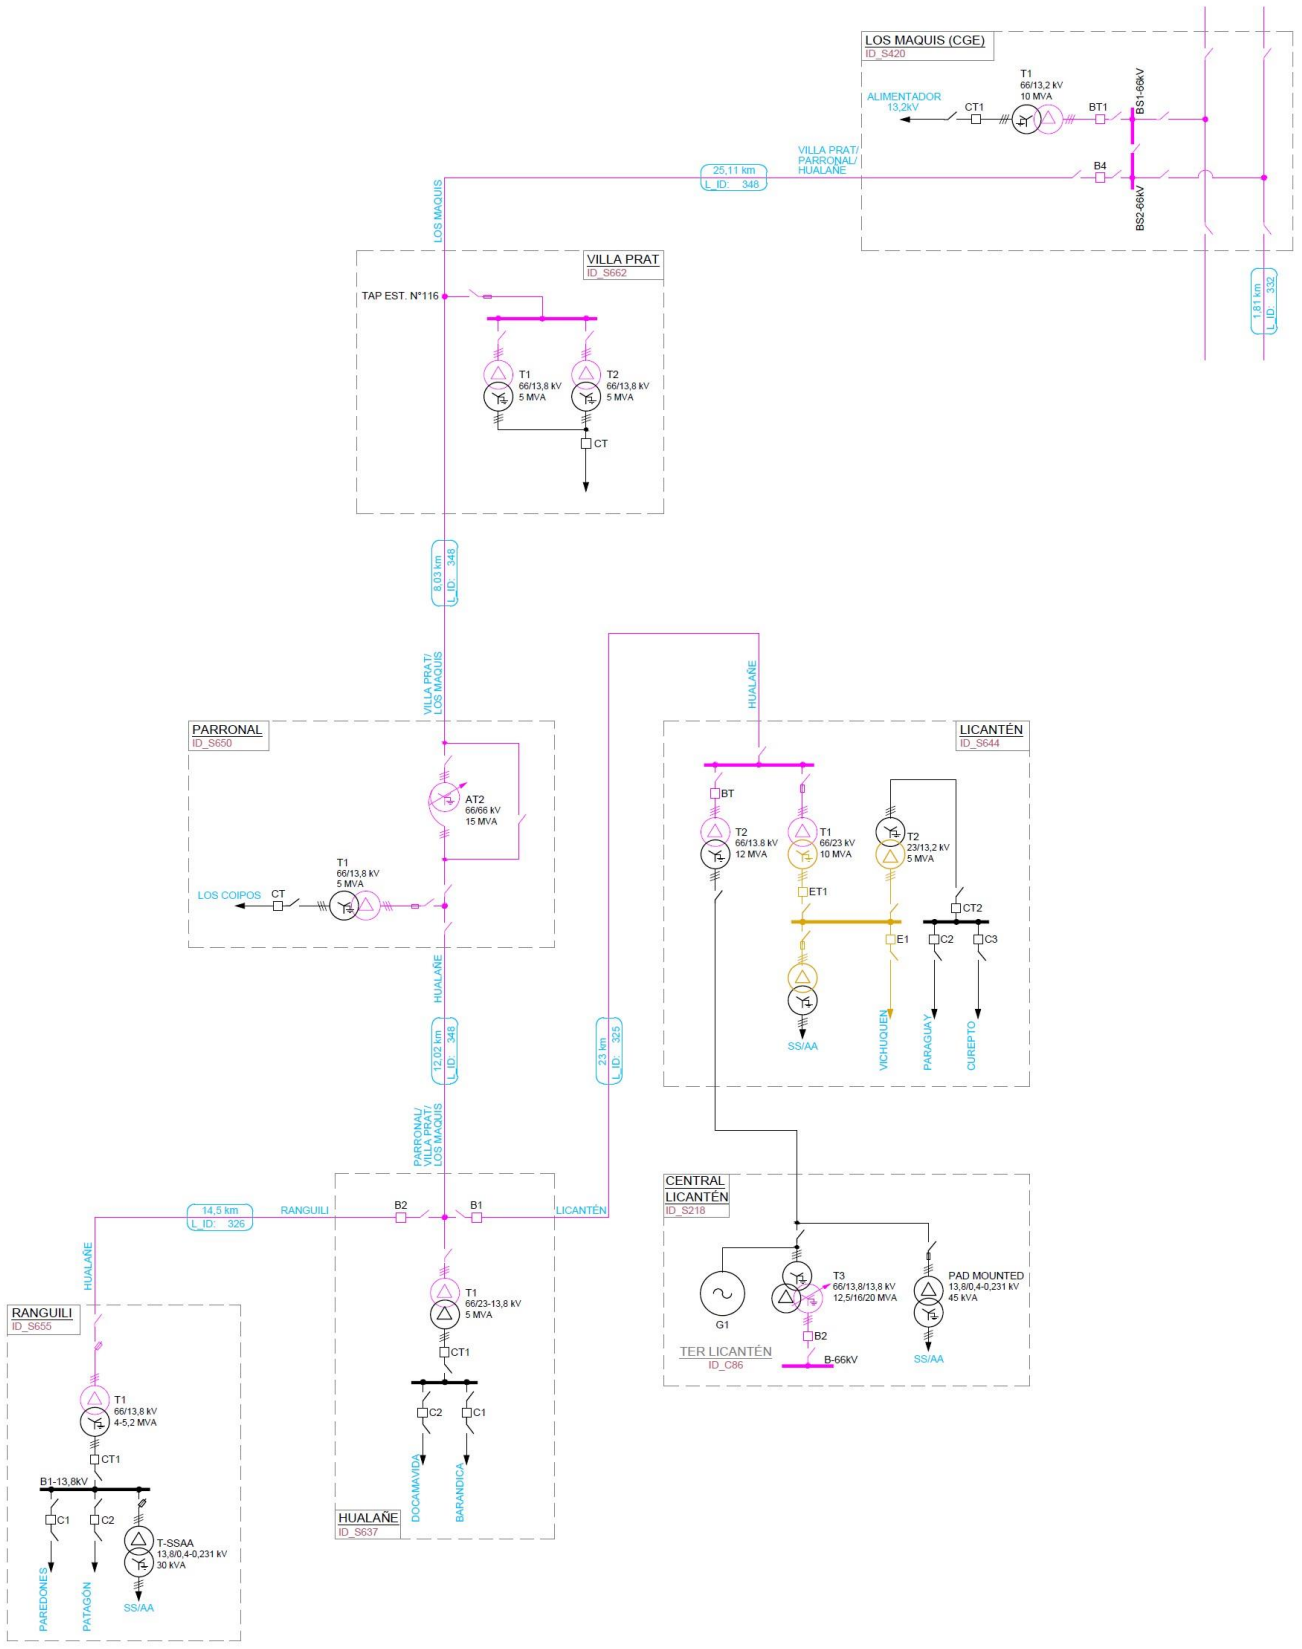 LOS MAQUIS (CGE)
ID_S420
T1
66/13,2 kV
10 MVA
ALIMENTADOR
13,2kV
CT1
BT1
BS1-66kV
B4
BS2-66kV
VILLA PRAT/
PARRONAL/
HUALAÑE
25,11 km
L_ID: 348
LOS MAQUIS
1,81 km
L_ID: 332
VILLA PRAT
ID_S662
TAP EST. N°116
T1
66/13,8 kV
5 MVA
T2
66/13,8 kV
5 MVA
CT
8,03 km
L_ID: 348
VILLA PRAT/
LOS MAQUIS
PARRONAL
ID_S650
AT2
66/66 kV
15 MVA
T1
66/13,8 kV
5 MVA
LOS COIPOS
CT
HUALAÑE
12,02 km
L_ID: 348
PARRONAL/
VILLA PRAT/
LOS MAQUIS
23 km
L_ID: 325
HUALAÑE
LICANTÉN
ID_S644
BT
T2
66/13.8 kV
12 MVA
T1
66/23 kV
10 MVA
T2
23/13,2 kV
5 MVA
ET1
CT2
E1
C2
C3
SS/AA
VICHUQUEN
PARAGUAY
CUREPTO
CENTRAL
LICANTÉN
ID_S218
G1
T3
66/13,8/13,8 kV
12,5/16/20 MVA
B2
B-66kV
PAD MOUNTED
13,8/0,4-0,231 kV
45 kVA
SS/AA
TER LICANTÉN
ID_C86
B2
B1
RANGUILI
LICANTÉN
14,5 km
L_ID: 326
HUALAÑE
T1
66/23-13,8 kV
5 MVA
CT1
C2
C1
DOCAMAVIDA
BARANDICA
HUALAÑE
ID_S637
RANGUILI
ID_S655
T1
66/13,8 kV
4-5,2 MVA
CT1
B1-13,8kV
C1
C2
T-SSAA
13,8/0,4-0,231 kV
30 kVA
PAREDONES
PATAGÓN
SS/AA